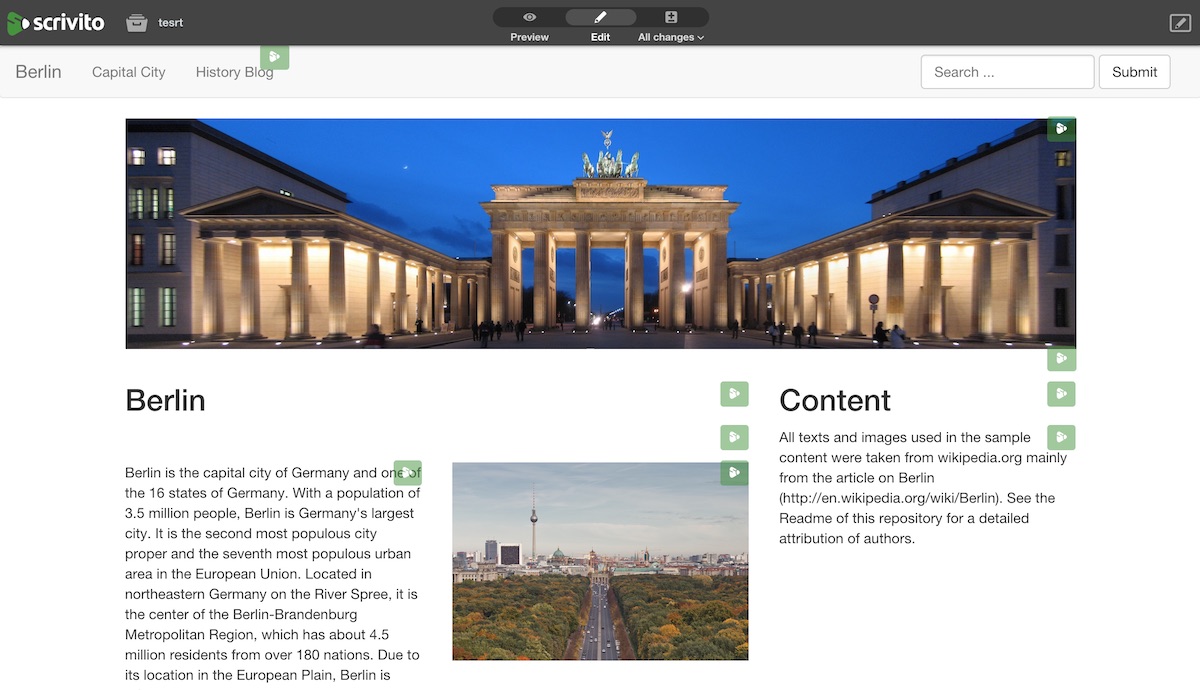 scrivito
tesrt
Preview
Edit
All changes
Berlin
Capital City
History Blog
Search ...
Submit
Berlin
Content
All texts and images used in the sample
content were taken from wikipedia.org mainly
from the article on Berlin
(http://en.wikipedia.org/wiki/Berlin). See the
Readme of this repository for a detailed
attribution of authors.
Berlin is the capital city of Germany and one of
the 16 states of Germany. With a population of
3.5 million people, Berlin is Germany's largest
city. It is the second most populous city
proper and the seventh most populous urban
area in the European Union. Located in
northeastern Germany on the River Spree, it is
the center of the Berlin-Brandenburg
Metropolitan Region, which has about 4.5
million residents from over 180 nations. Due to
its location in the European Plain, Berlin is